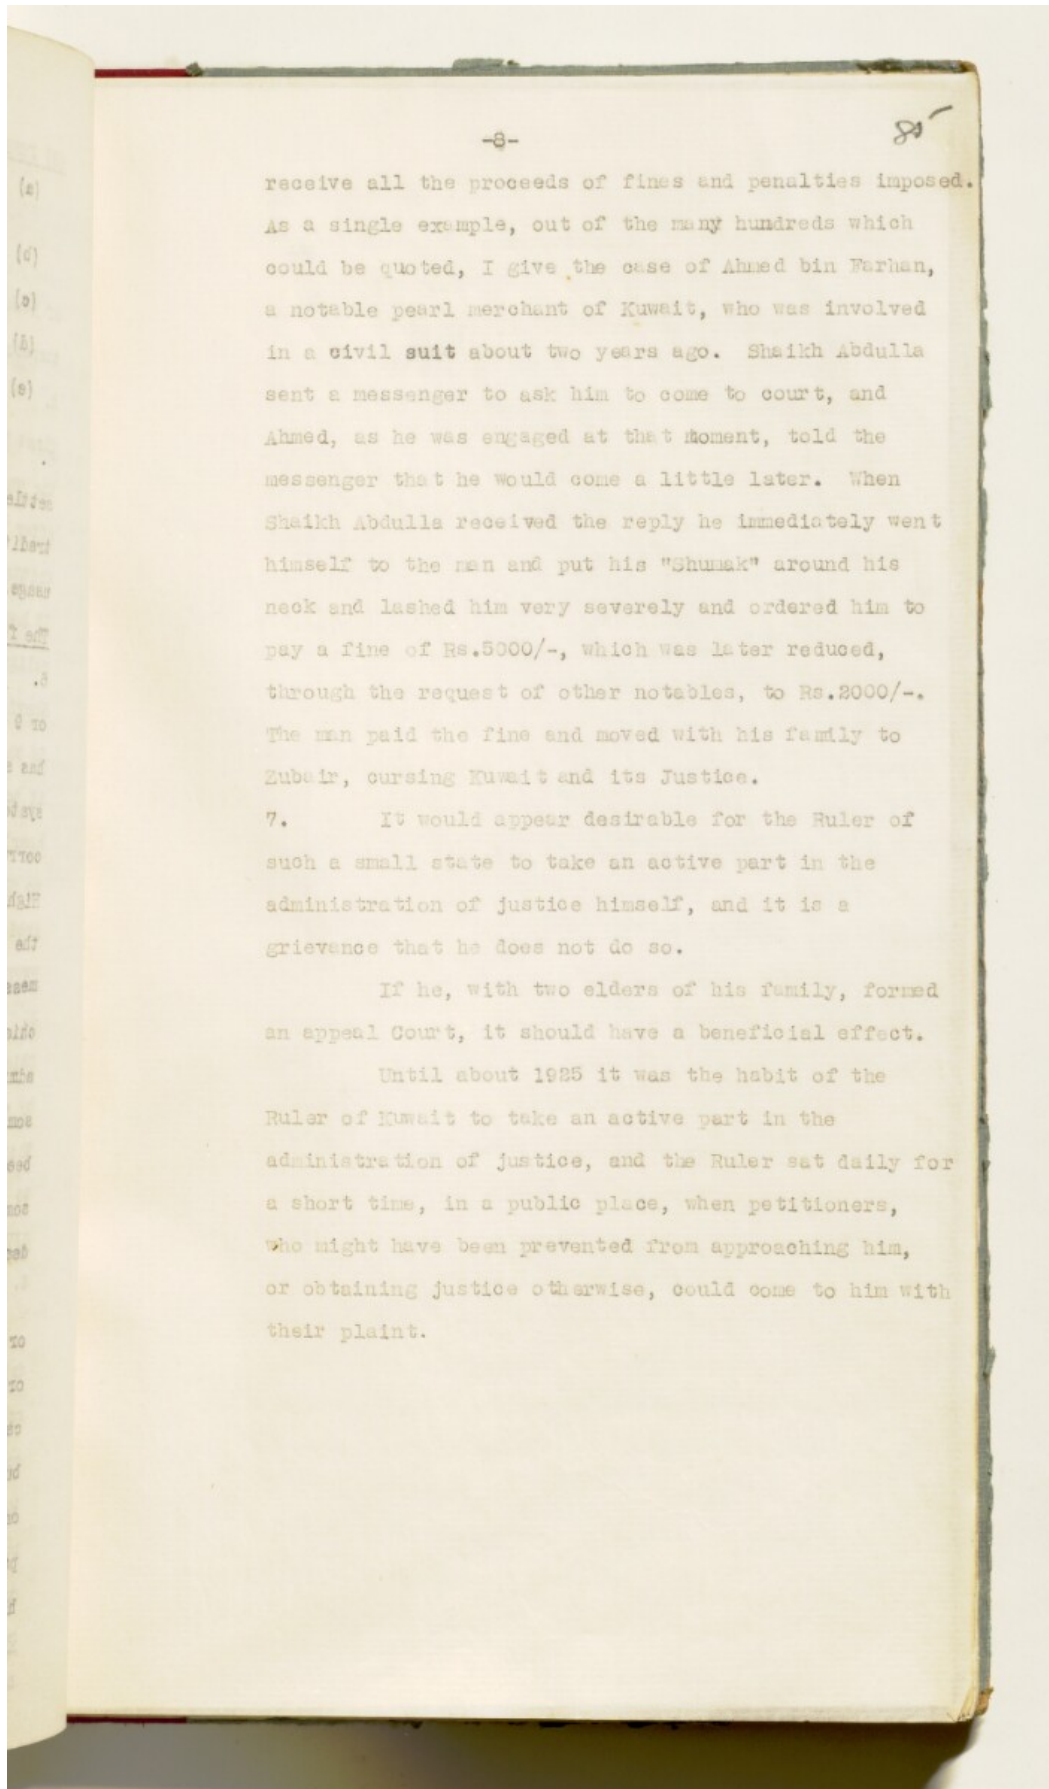 -8-
85
receive all the proceeds of fines and penalties imposed.
As a single example, out of the many hundreds which
could be quoted, I give the case of Ahmed bin Farhan,
a notable pearl merchant of Kuwait, who was involved
in a civil suit about two years ago. Shaikh Abdulla
sent a messenger to ask him to come to court, and
Ahmed, as he was engaged at that moment, told the
messenger that he would come a little later. When
Shaikh Abdulla received the reply he immediately went
himself to the man and put his "Shumak" around his
neck and lashed him very severely and ordered him to
pay a fine of Rs.5000/-, which was later reduced,
through the request of other notables, to Rs.2000/-.
The man paid the fine and moved with his family to
Zubair, cursing Kuwait and its Justice.
7. It would appear desirable for the Ruler of
such a small state to take an active part in the
administration of justice himself, and it is a
grievance that he does not do so.
If he, with two elders of his family, formed
an appeal Court, it should have a beneficial effect.
Until about 1925 it was the habit of the
Ruler of Kuwait to take an active part in the
administration of justice, and the Ruler sat daily for
a short time, in a public place, when petitioners,
who might have been prevented from approaching him,
or obtaining justice otherwise, could come to him with
their plaint.